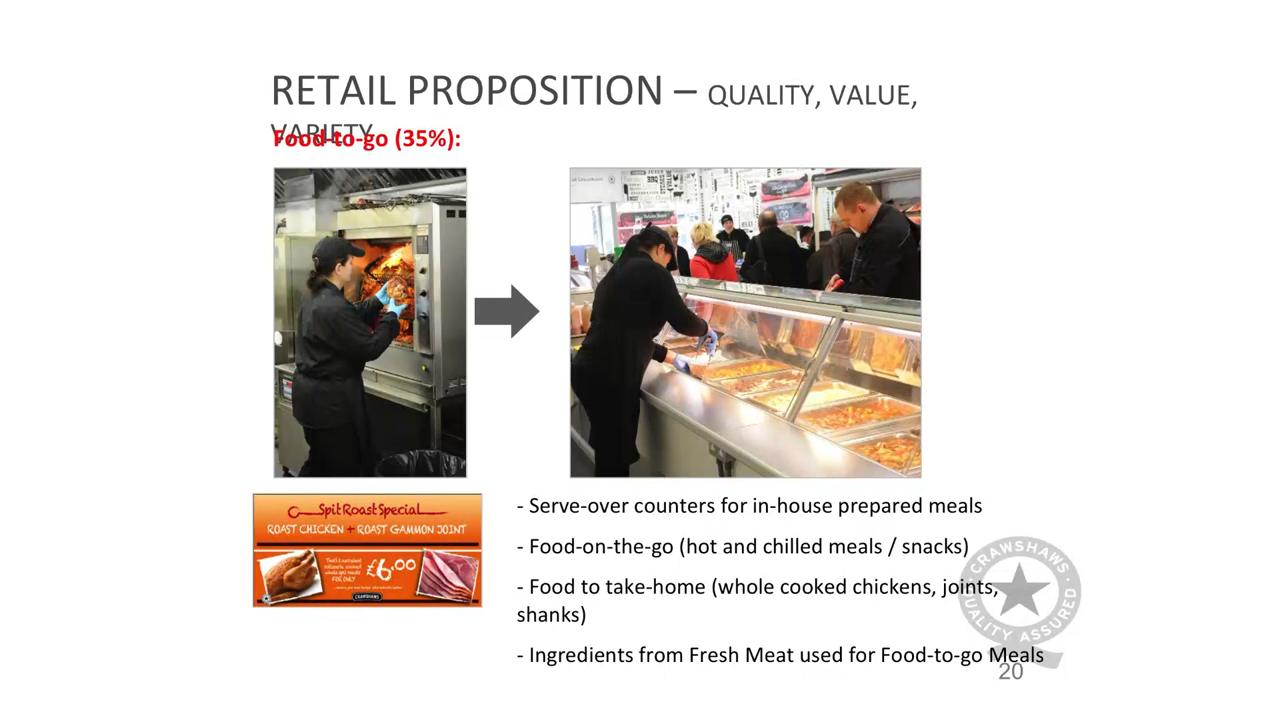 RETAIL PROPOSITION – QUALITY, VALUE,
VARIETY
Food-to-go (35%):
Spit Roast Special
ROAST CHICKEN + ROAST GAMMON JOINT
FOR ONLY
£6.00
CRAWSHAWS
- Serve-over counters for in-house prepared meals
- Food-on-the-go (hot and chilled meals / snacks)
- Food to take-home (whole cooked chickens, joints,
shanks)
- Ingredients from Fresh Meat used for Food-to-go Meals
CRAWSHAWS
QUALITY ASSURED
20